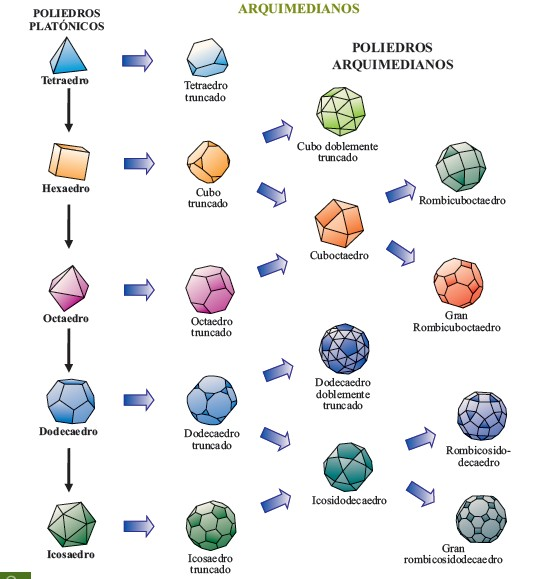 ARQUIMEDIANOS
POLIEDROS
PLATÓNICOS
POLIEDROS
ARQUIMEDIANOS
Tetraedro
Tetraedro
truncado
Cubo doblemente
truncado
Hexaedro
Cubo
truncado
Rombicuboctaedro
Cuboctaedro
Octaedro
Octaedro
truncado
Gran
Rombicuboctaedro
Dodecaedro
doblemente
truncado
Dodecaedro
Dodecaedro
truncado
Rombicosido-
decaedro
Icosidodecaedro
Icosaedro
Icosaedro
truncado
Gran
rombicosidodecaedro